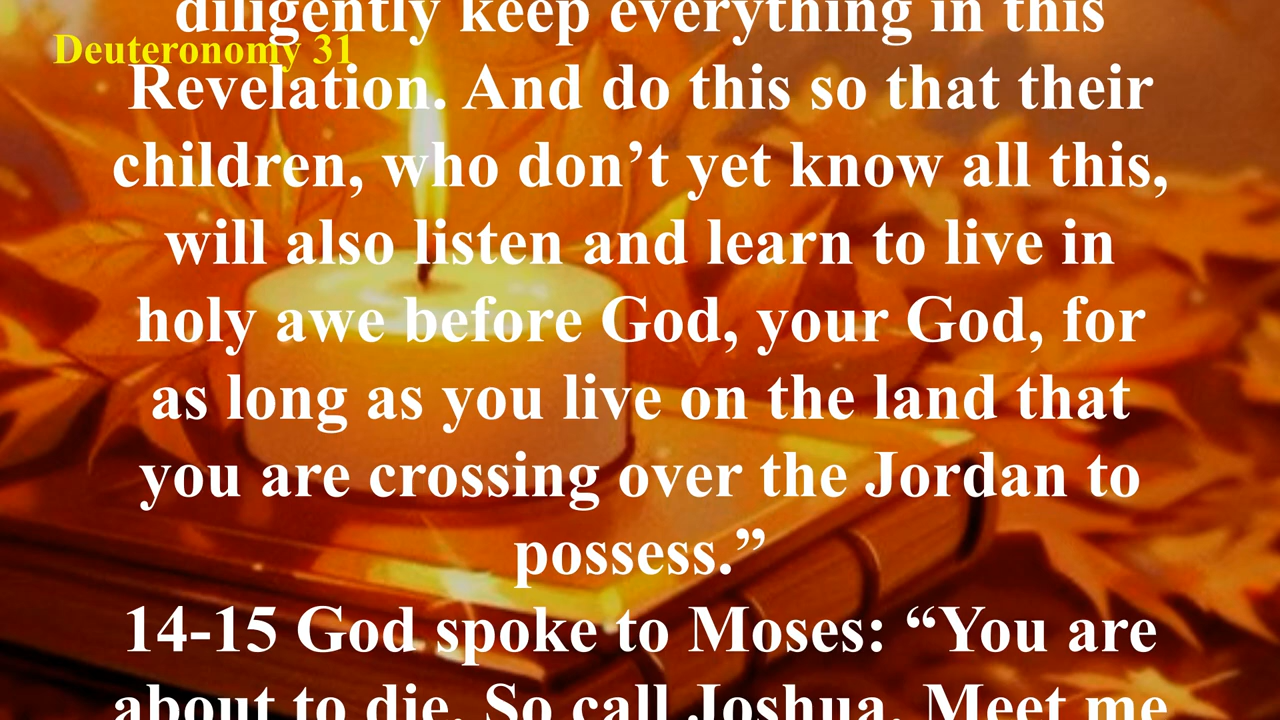 diligently keep everything in this
Deuteronomy 31
Revelation. And do this so that their
children, who don’t yet know all this,
will also listen and learn to live in
holy awe before God, your God, for
as long as you live on the land that
you are crossing over the Jordan to
possess.”
14-15 God spoke to Moses: “You are
about to die. So call Joshua. Meet me